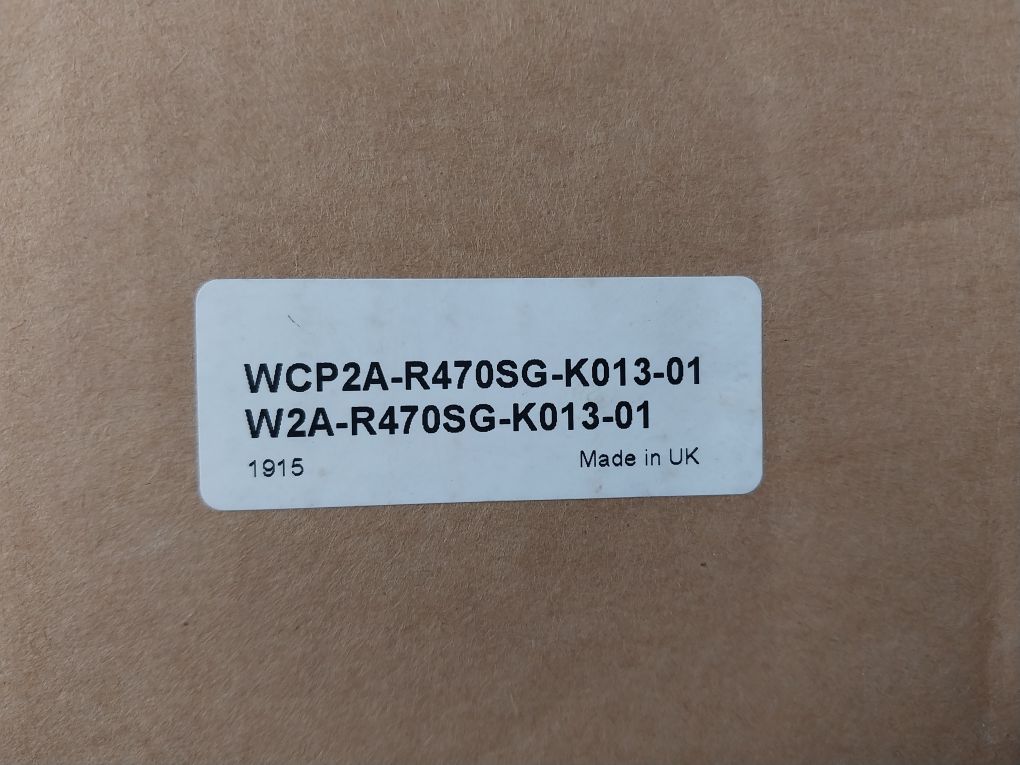 WCP2A-R470SG-K013-01
W2A-R470SG-K013-01
1915 Made in UK